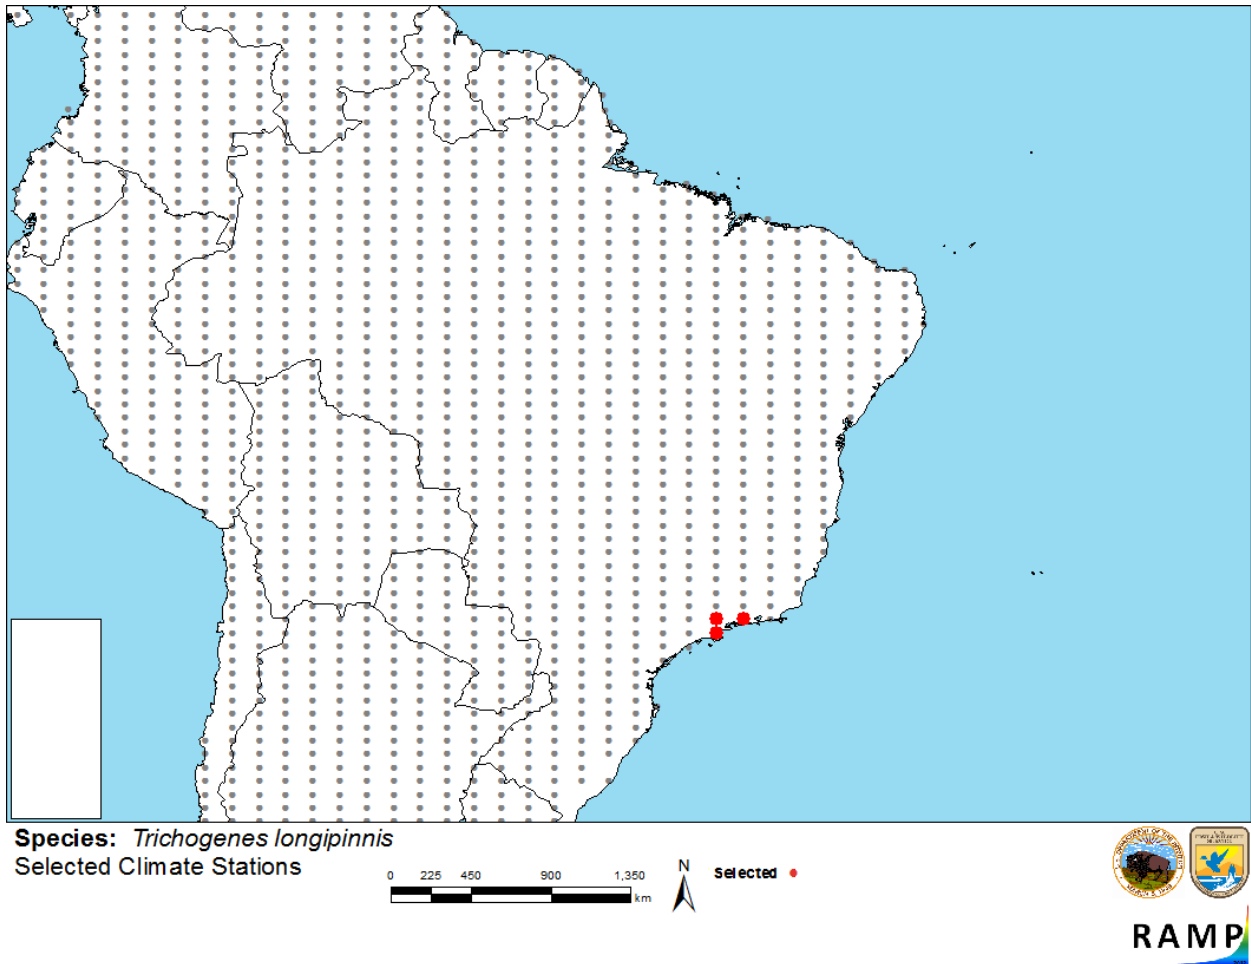 Species: Trichogenes longipinnis
Selected Climate Stations
0 225 450 900 1,350
km
N
Selected
RAMP